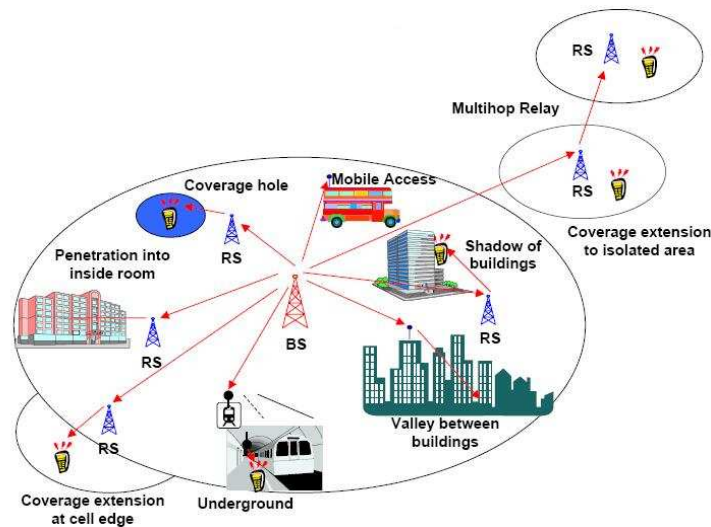 RS
Multihop Relay
RS
Coverage extension
to isolated area
Mobile Access
Coverage hole
RS
Penetration into
inside room
Shadow of
buildings
RS
BS
RS
RS
Valley between
buildings
Underground
Coverage extension
at cell edge